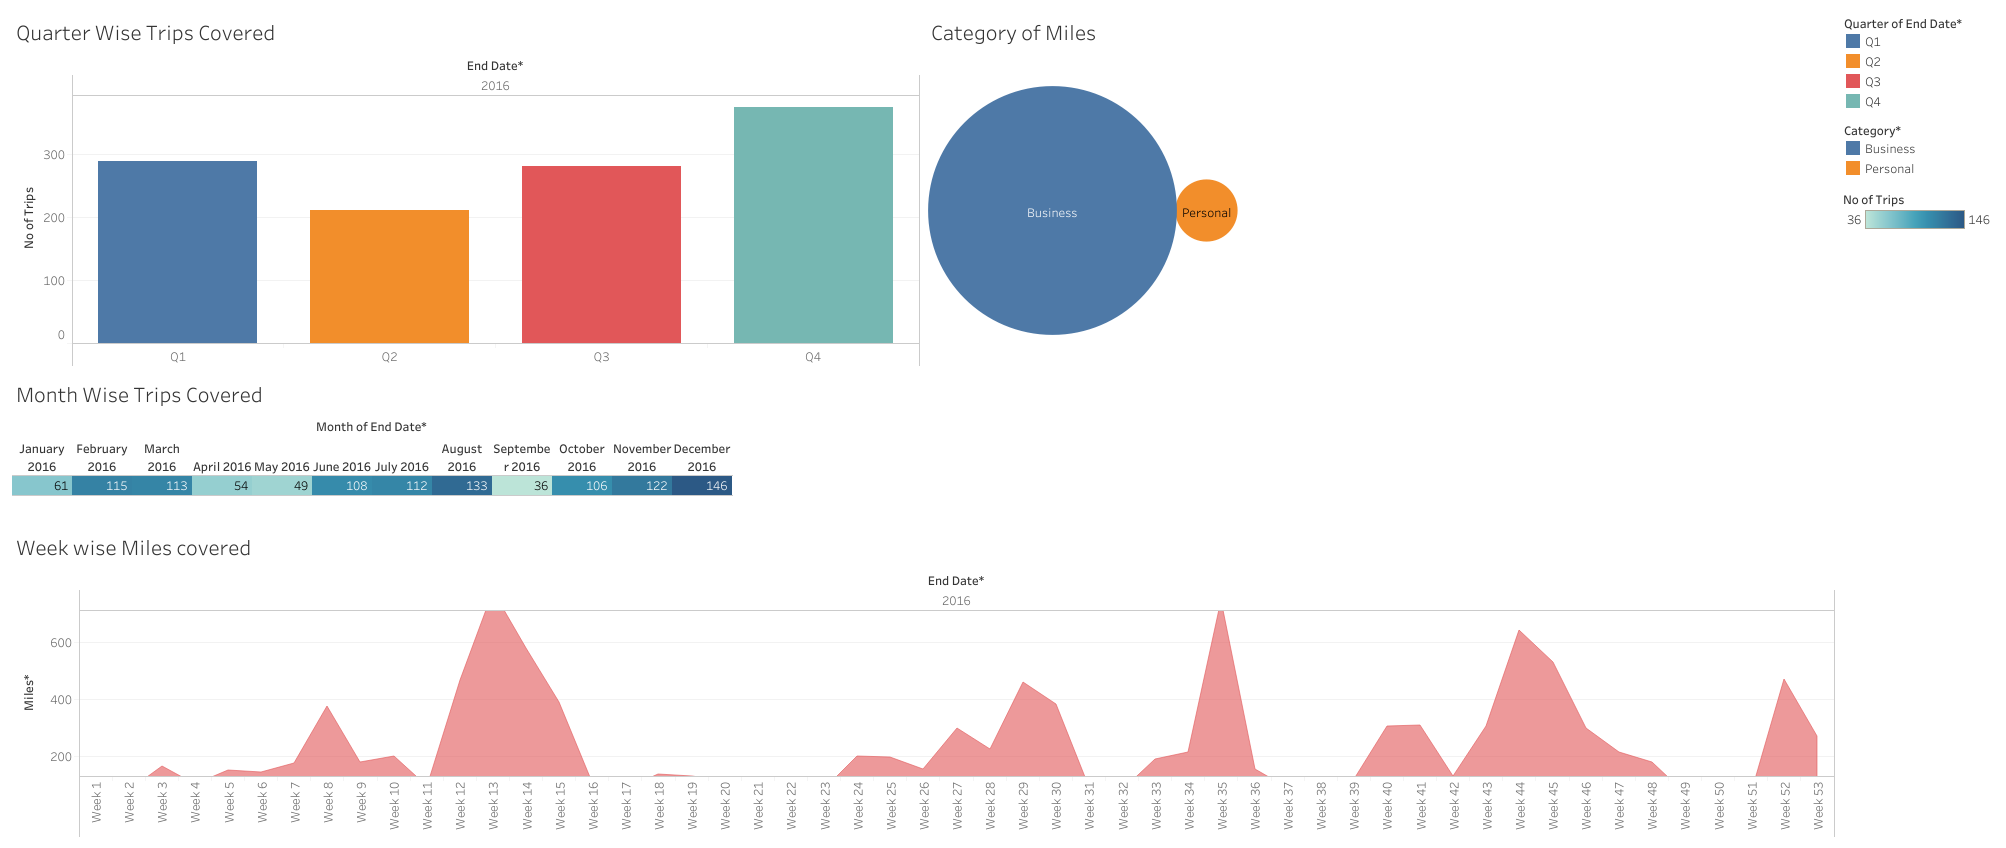 Quarter Wise Trips Covered
End Date*
2016
No of Trips
300
200
100
0
Q1 Q2 Q3 Q4
Category of Miles
Business
Personal
Quarter of End Date*
Q1
Q2
Q3
Q4
Category*
Business
Personal
No of Trips
36 146
Month Wise Trips Covered
Month of End Date*
January February March August Septembe October November December
2016 2016 2016 April 2016 May 2016 June 2016 July 2016 2016 r 2016 2016 2016 2016
61 115 113 54 49 108 112 133 36 106 122 146
Week wise Miles covered
End Date*
2016
Miles*
600
400
200
Week 1 Week 2 Week 3 Week 4 Week 5 Week 6 Week 7 Week 8 Week 9 Week 10 Week 11 Week 12 Week 13 Week 14 Week 15 Week 16 Week 17 Week 18 Week 19 Week 20 Week 21 Week 22 Week 23 Week 24 Week 25 Week 26 Week 27 Week 28 Week 29 Week 30 Week 31 Week 32 Week 33 Week 34 Week 35 Week 36 Week 37 Week 38 Week 39 Week 40 Week 41 Week 42 Week 43 Week 44 Week 45 Week 46 Week 47 Week 48 Week 49 Week 50 Week 51 Week 52 Week 53